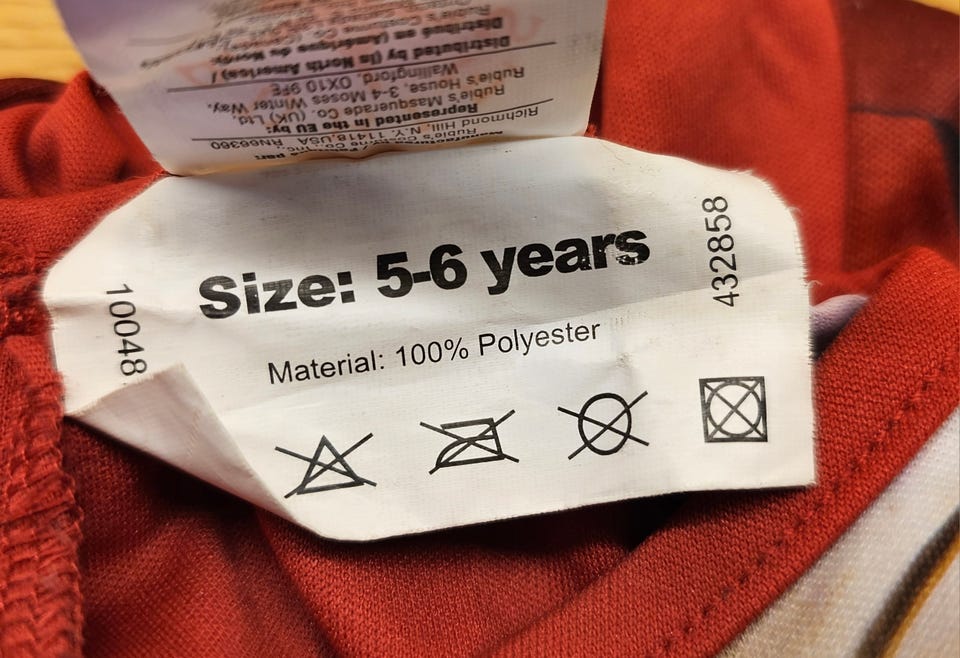 Distributed by (In North America) /
Wallingford, OX10 9FE
Rubie's House, 3-4 Moses Winter Way,
Rubie's Masquerade Co. (UK) Ltd.
Represented in the EU by:
Richmond Hill, N.Y. 11418, USA RN66360
Size: 5-6 years
Material: 100% Polyester
10048
432858